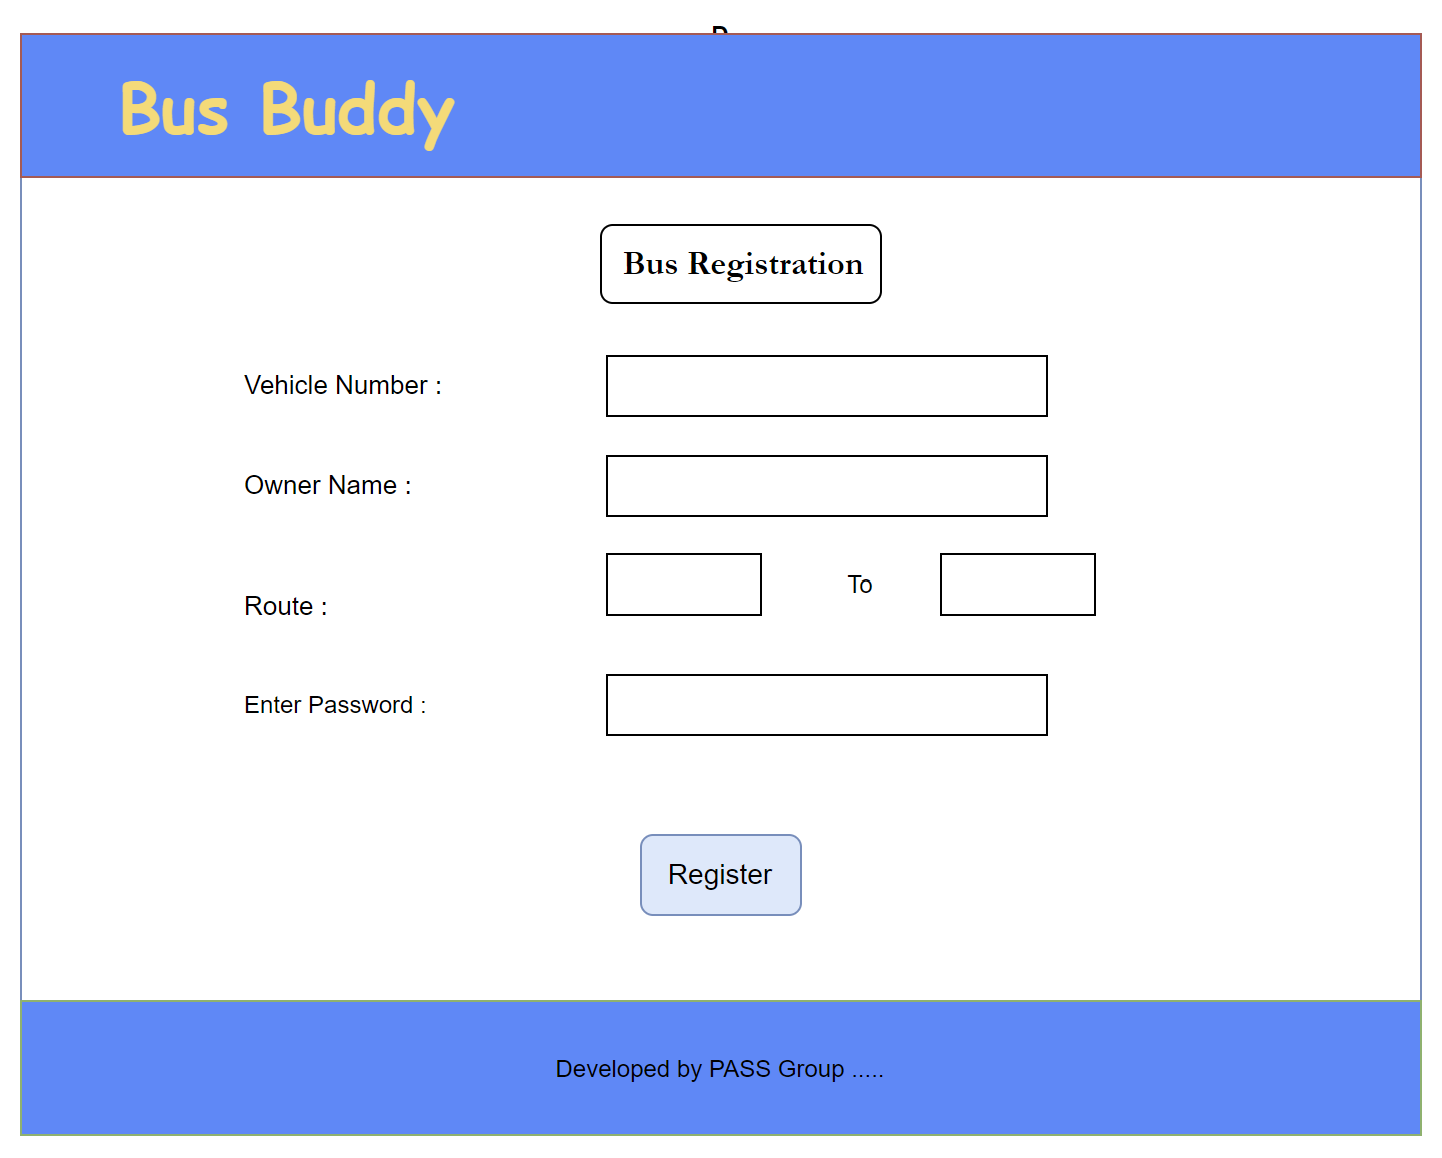 Bus Buddy
Bus Registration
Vehicle Number :
Owner Name :
Route :
To
Enter Password :
Register
Developed by PASS Group .....